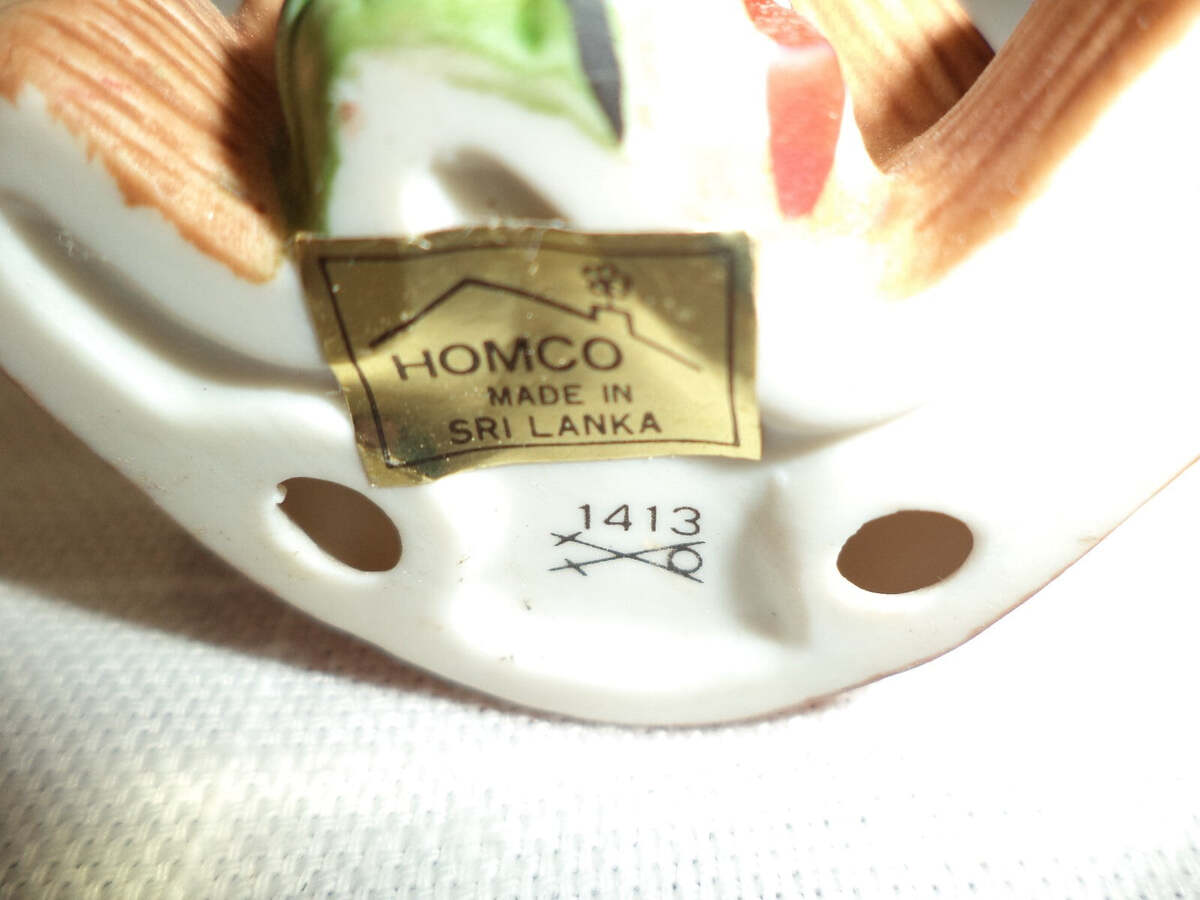 HOMCO
MADE IN
SRI LANKA
1413